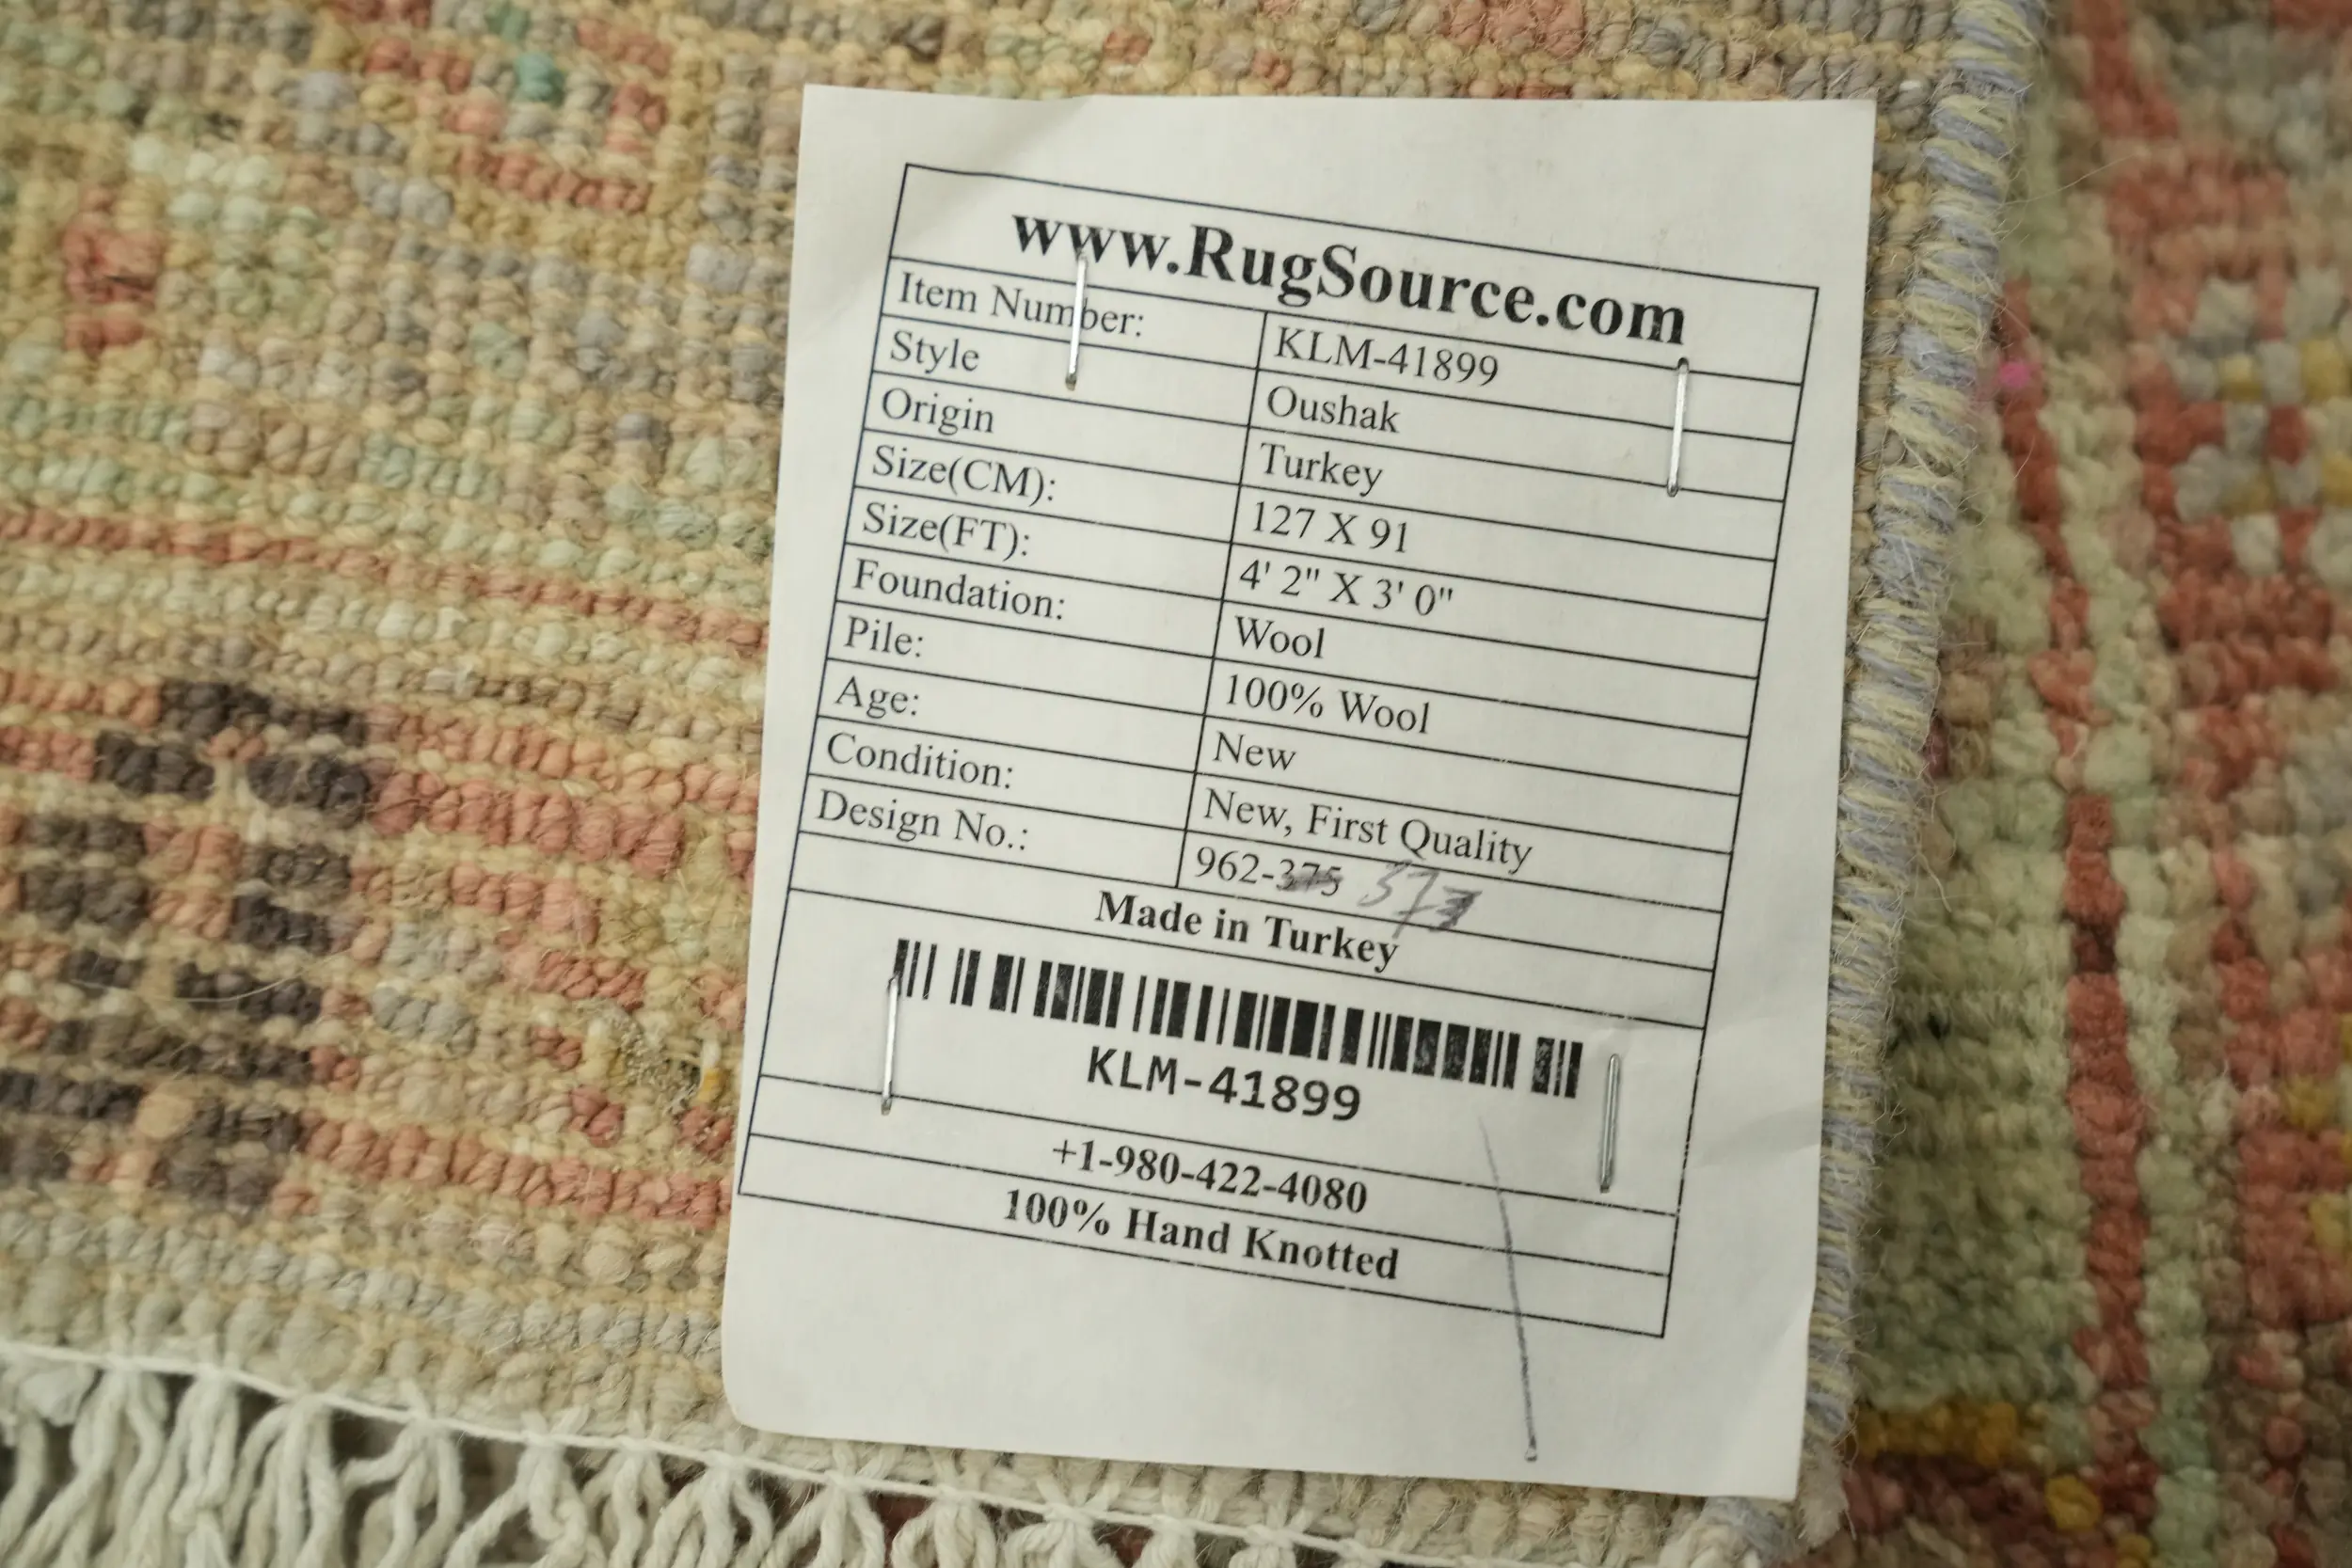 www.RugSource.com
Item Number: KLM-41899
Style Oushak
Origin Turkey
Size(CM): 127 X 91
Size(FT): 4' 2" X 3' 0"
Foundation: Wool
Pile: 100% Wool
Age: New
Condition: New, First Quality
Design No.: 962-375
Made in Turkey
KLM-41899
+1-980-422-4080
100% Hand Knotted